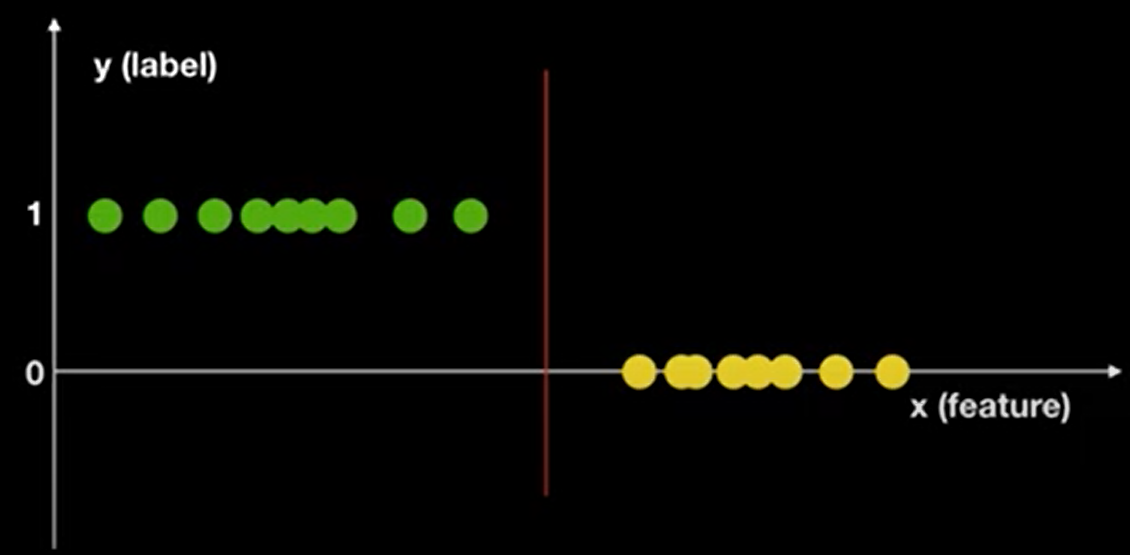 y (label)
1
0
x (feature)